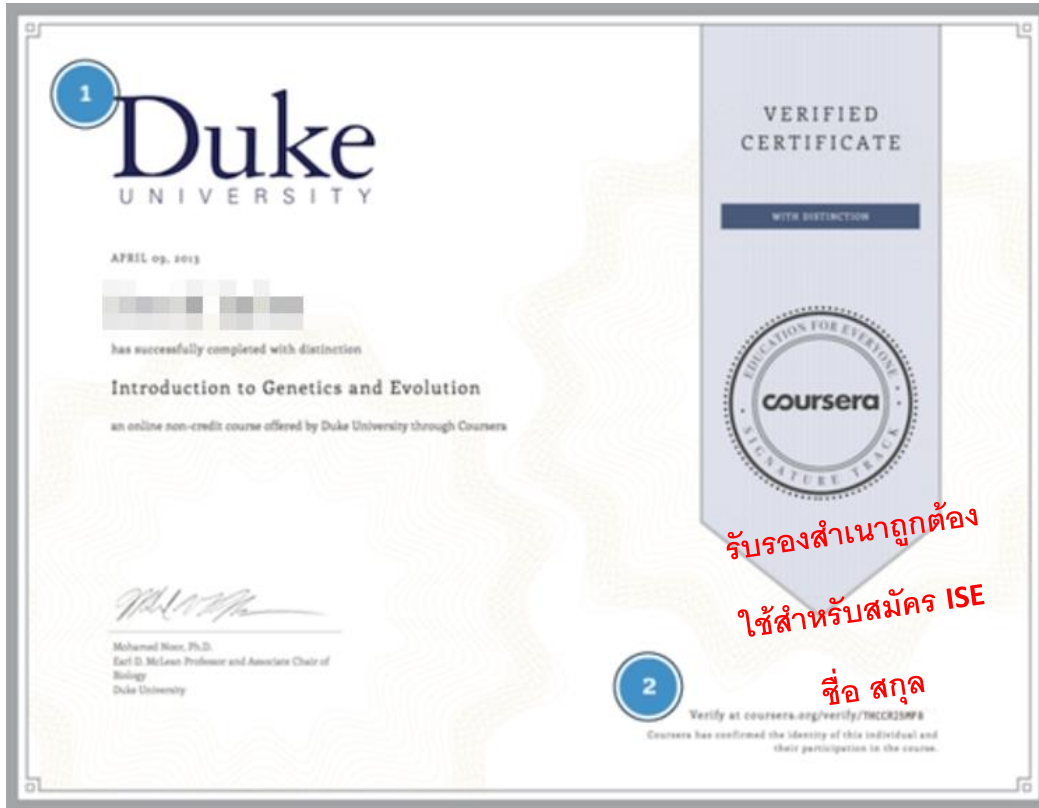 1
Duke
UNIVERSITY
APRIL 09, 2013
has successfully completed with distinction
Introduction to Genetics and Evolution
an online non-credit course offered by Duke University through Coursera
Mohamed Noor, Ph.D.
Earl D. McLean Professor and Associate Chair of
Biology
Duke University
VERIFIED
CERTIFICATE
WITH DISTINCTION
EDUCATION FOR EVERYONE
coursera
SIGNATURE TRACK
รับรองสำเนาถูกต้อง
ใช้สำหรับสมัคร ISE
ชื่อ สกุล
2
Verify at coursera.org/verify/
Coursera has confirmed the identity of this individual and
their participation in the course.